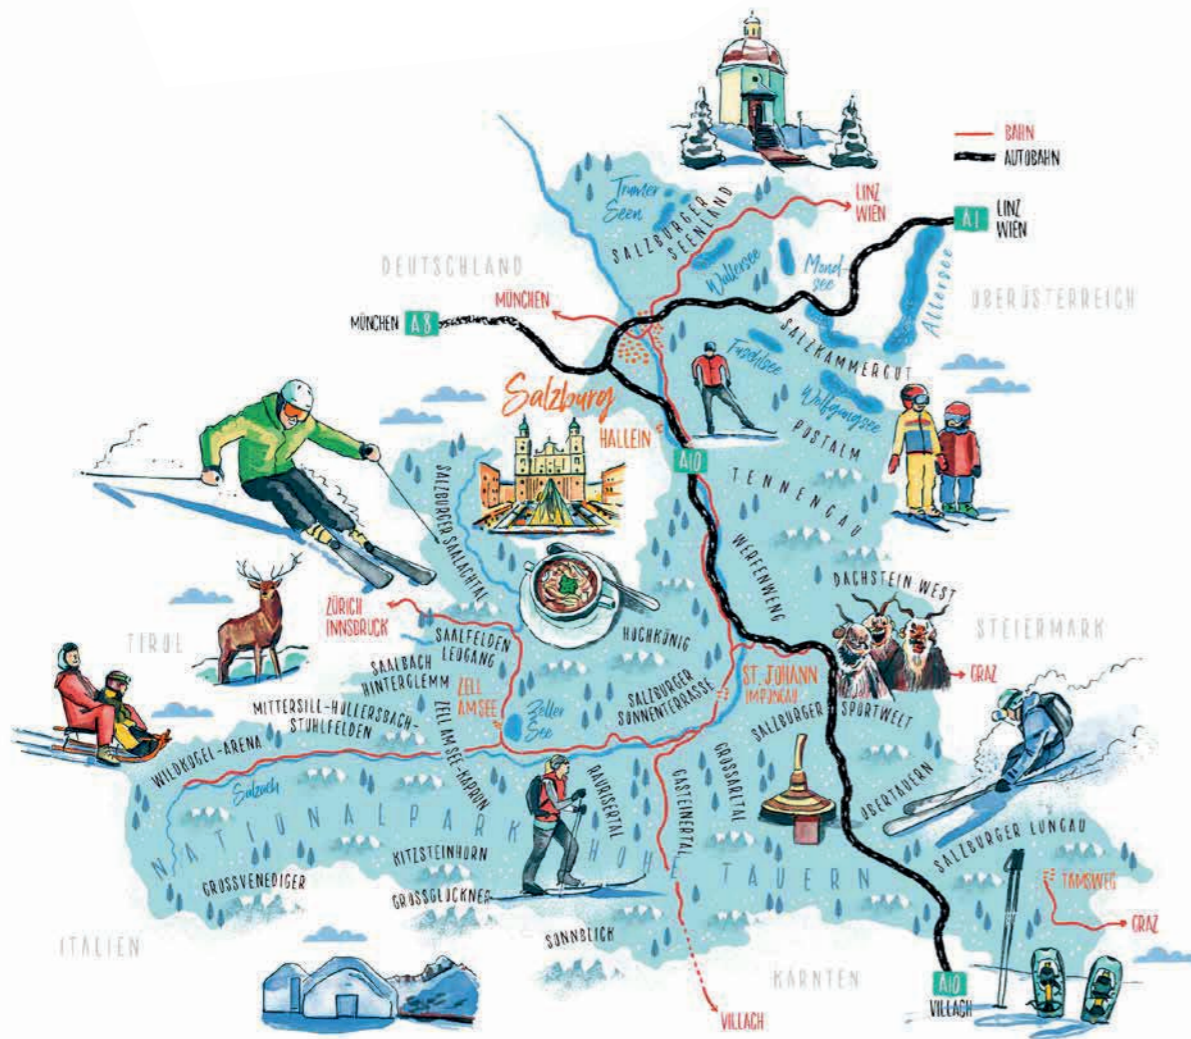 BAHN
AUTOBAHN
LINZ
WIEN
Trumer
Seen
SALZBURGER
SEENLAND
A1
LINZ
WIEN
Wallersee
Mond-
see
Attersee
DEUTSCHLAND
OBERÖSTERREICH
MÜNCHEN
MÜNCHEN A8
SALZKAMMERGUT
Fuschlsee
Wolfgangsee
Salzburg
HALLEIN
POSTALM
A10
TENNENGAU
SALZBURGER SAALACHTAL
WERFENWENG
DACHSTEIN WEST
ZÜRICH
INNSBRUCK
TIROL
STEIERMARK
SAALFELDEN
LEOGANG
HOCHKÖNIG
SAALBACH
HINTERGLEMM
ZELL
AM SEE
GRAZ
ST. JOHANN
IM PONGAU
SALZBURGER
SONNENTERRASSE
MITTERSILL-HOLLERSBACH-
STUHLFELDEN
Zeller
See
SALZBURGER SPORTWELT
WILDKOGEL-ARENA
ZELL AM SEE-KAPRUN
Salzach
RAURISERTAL
GASTEINERTAL
GROSSARLTAL
OBERTAUERN
SALZBURGER LUNGAU
NATIONALPARK HOHE TAUERN
KITZSTEINHORN
GROSSVENEDIGER
GROSSGLOCKNER
TAMSWEG
GRAZ
SONNBLICK
ITALIEN
KÄRNTEN
A10
VILLACH
VILLACH